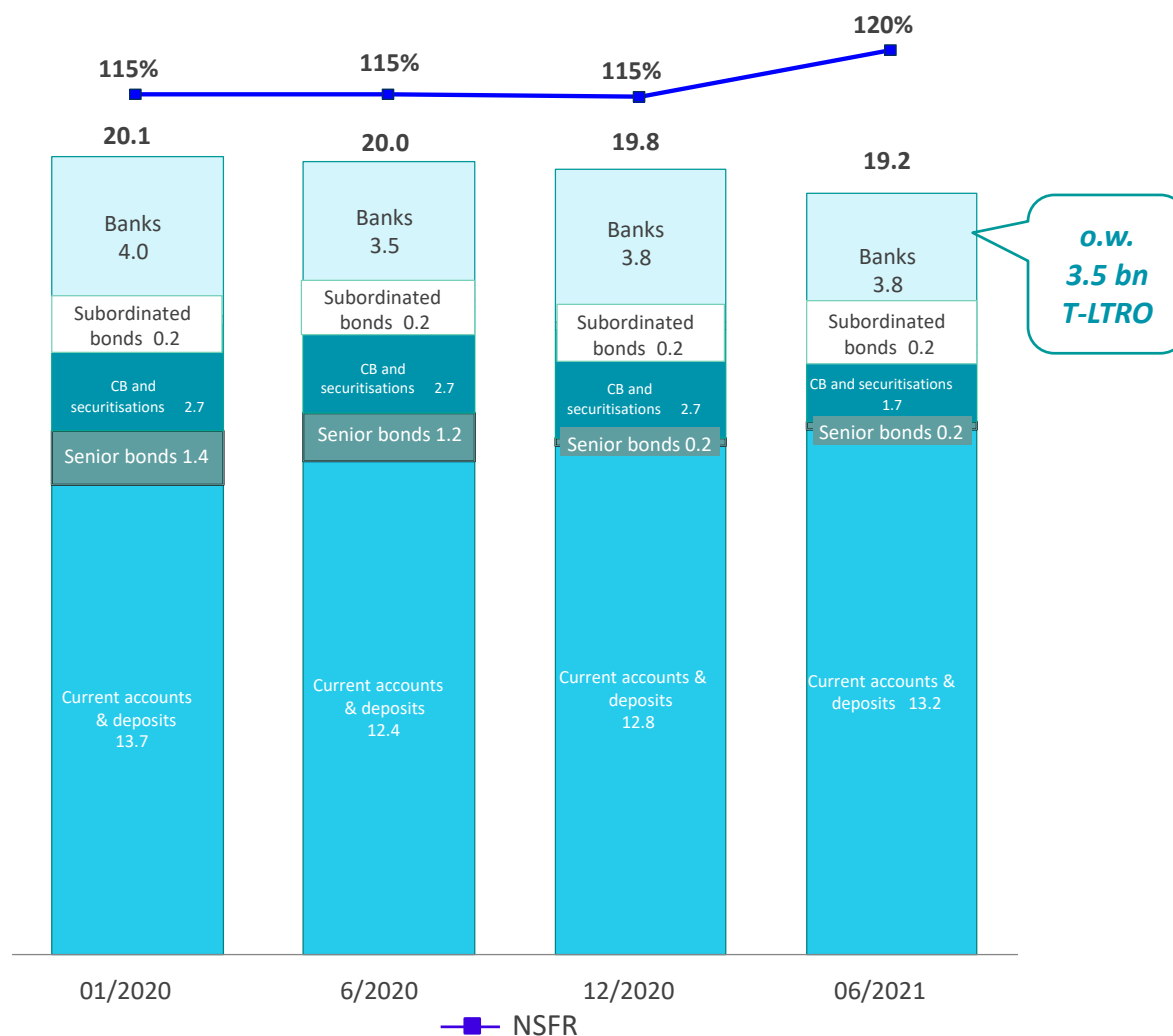 120%
115%
115%
115%
20.1
20.0
19.8
19.2
Banks
4.0
Subordinated
bonds 0.2
CB and
securitisations 2.7
Senior bonds 1.4
Current accounts
& deposits
13.7
Banks
3.5
Subordinated
bonds 0.2
CB and
securitisations 2.7
Senior bonds 1.2
Current accounts
& deposits
12.4
Banks
3.8
Subordinated
bonds 0.2
CB and
securitisations 2.7
Senior bonds 0.2
Current accounts &
deposits
12.8
Banks
3.8
Subordinated
bonds 0.2
CB and securitisations
1.7
Senior bonds 0.2
Current accounts &
deposits 13.2
o.w.
3.5 bn
T-LTRO
01/2020
6/2020
12/2020
06/2021
NSFR